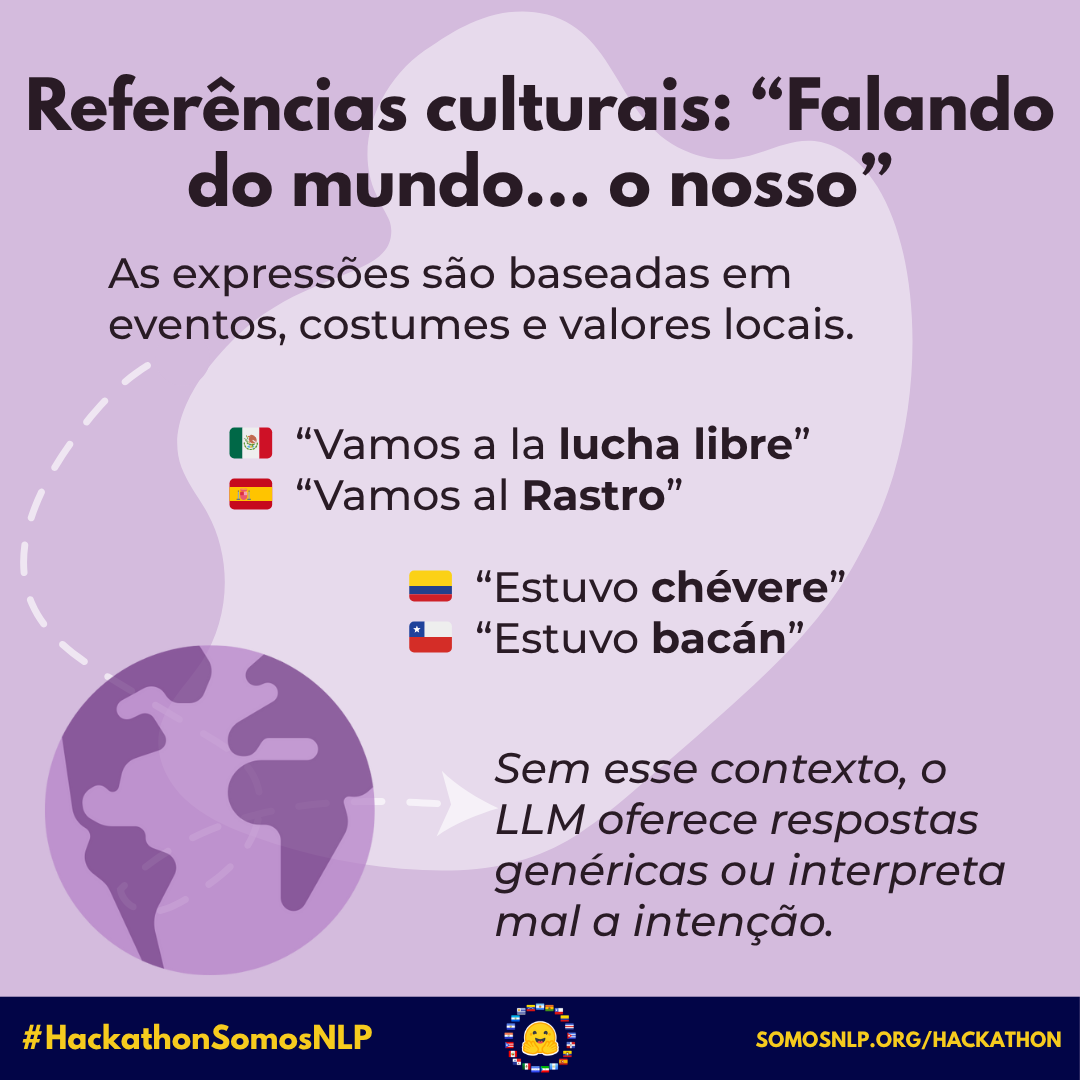 Referências culturais: “Falando
do mundo... o nosso”
As expressões são baseadas em
eventos, costumes e valores locais.
“Vamos a la lucha libre”
“Vamos al Rastro”
“Estuvo chévere”
“Estuvo bacán”
Sem esse contexto, o
LLM oferece respostas
genéricas ou interpreta
mal a intenção.
#HackathonSomosNLP
SOMOSNLP.ORG/HACKATHON